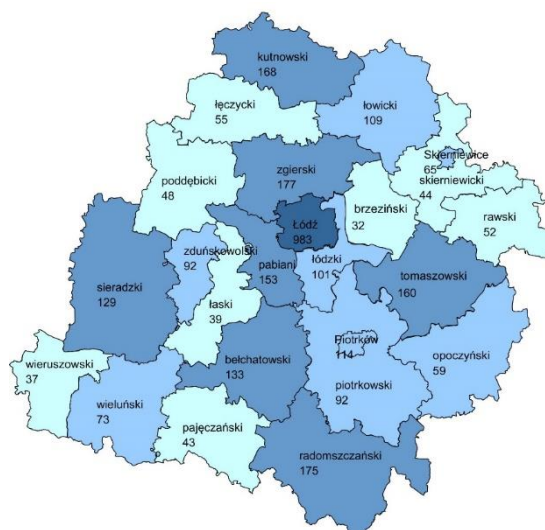 kutnowski
168
łęczycki
55
łowicki
109
Skierniewice
65
skierniewicki
44
zgierski
177
poddębicki
48
brzeziński
32
rawski
52
Łódź
983
zduńskowolski
92
pabiani
153
łódzki
101
tomaszowski
160
sieradzki
129
łaski
39
Piotrków
114
opoczyński
59
wieruszowski
37
bełchatowski
133
piotrkowski
92
wieluński
73
pajęczański
43
radomszczański
175